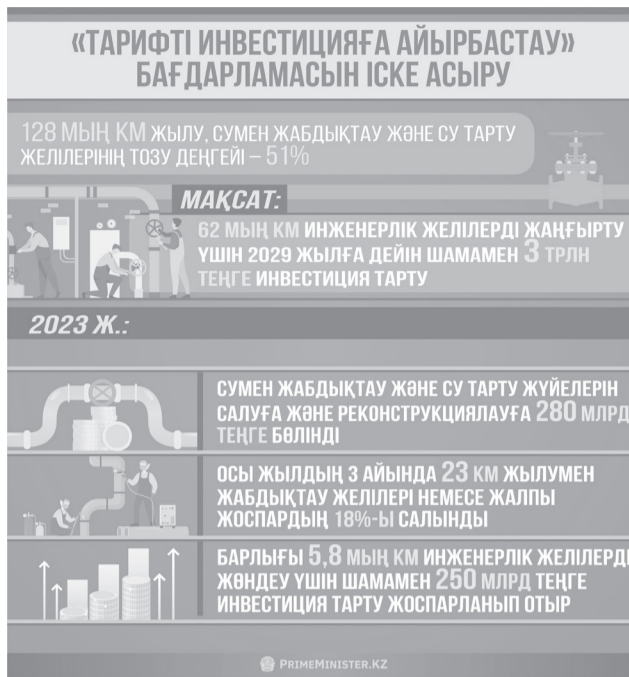 «ТАРИФТІ ИНВЕСТИЦИЯҒА АЙЫРБАСТАУ»
БАҒДАРЛАМАСЫН ІСКЕ АСЫРУ
128 МЫҢ КМ ЖЫЛУ, СУМЕН ЖАБДЫҚТАУ ЖӘНЕ СУ ТАРТУ
ЖЕЛІЛЕРІНІҢ ТОЗУ ДЕҢГЕЙІ – 51%
МАҚСАТ:
62 МЫҢ КМ ИНЖЕНЕРЛІК ЖЕЛІЛЕРДІ ЖАҢҒЫРТУ
ҮШІН 2029 ЖЫЛҒА ДЕЙІН ШАМАМЕН 3 ТРЛН
ТЕҢГЕ ИНВЕСТИЦИЯ ТАРТУ
2023 Ж.:
СУМЕН ЖАБДЫҚТАУ ЖӘНЕ СУ ТАРТУ ЖҮЙЕЛЕРІН
САЛУҒА ЖӘНЕ РЕКОНСТРУКЦИЯЛАУҒА 280 МЛРД
ТЕҢГЕ БӨЛІНДІ
ОСЫ ЖЫЛДЫҢ 3 АЙЫНДА 23 КМ ЖЫЛУМЕН
ЖАБДЫҚТАУ ЖЕЛІЛЕРІ НЕМЕСЕ ЖАЛПЫ
ЖОСПАРДЫҢ 18%-Ы САЛЫНДЫ
БАРЛЫҒЫ 5,8 МЫҢ КМ ИНЖЕНЕРЛІК ЖЕЛІЛЕРДІ
ЖӨНДЕУ ҮШІН ШАМАМЕН 250 МЛРД ТЕҢГЕ
ИНВЕСТИЦИЯ ТАРТУ ЖОСПАРЛАНЫП ОТЫР
PRIMEMINISTER.KZ